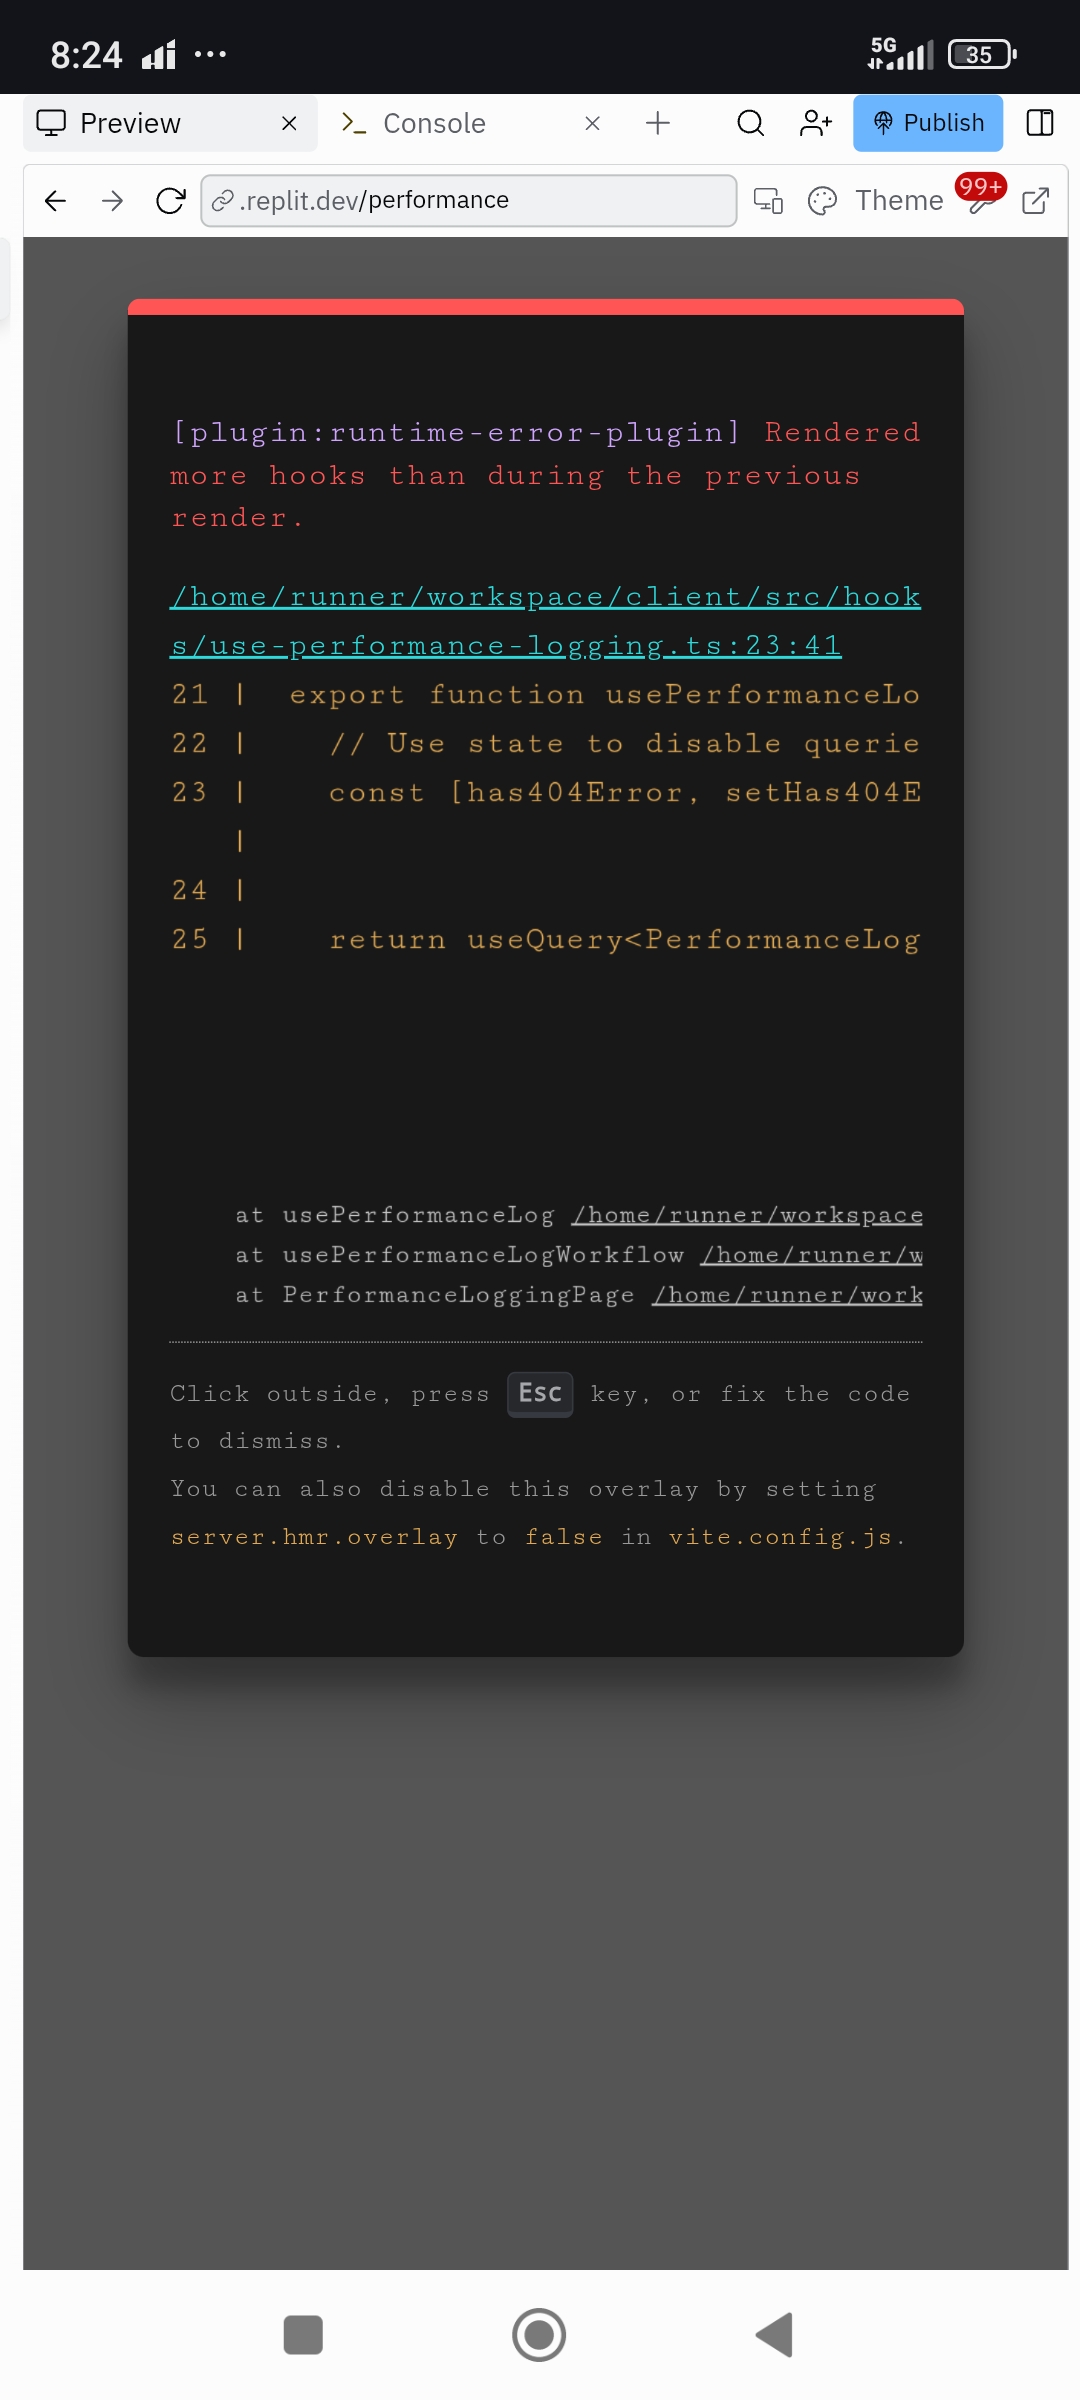 8:24
5G
35
Preview
Console
Publish
.replit.dev/performance
Theme
99+
[plugin:runtime-error-plugin] Rendered
more hooks than during the previous
render.
/home/runner/workspace/client/src/hook
s/use-performance-logging.ts:23:41
21 | export function usePerformanceLo
22 | // Use state to disable querie
23 | const [has404Error, setHas404E
|
24 |
25 | return useQuery<PerformanceLog
at usePerformanceLog /home/runner/workspace
at usePerformanceLogWorkflow /home/runner/w
at PerformanceLoggingPage /home/runner/work
Click outside, press Esc key, or fix the code
to dismiss.
You can also disable this overlay by setting
server.hmr.overlay to false in vite.config.js.